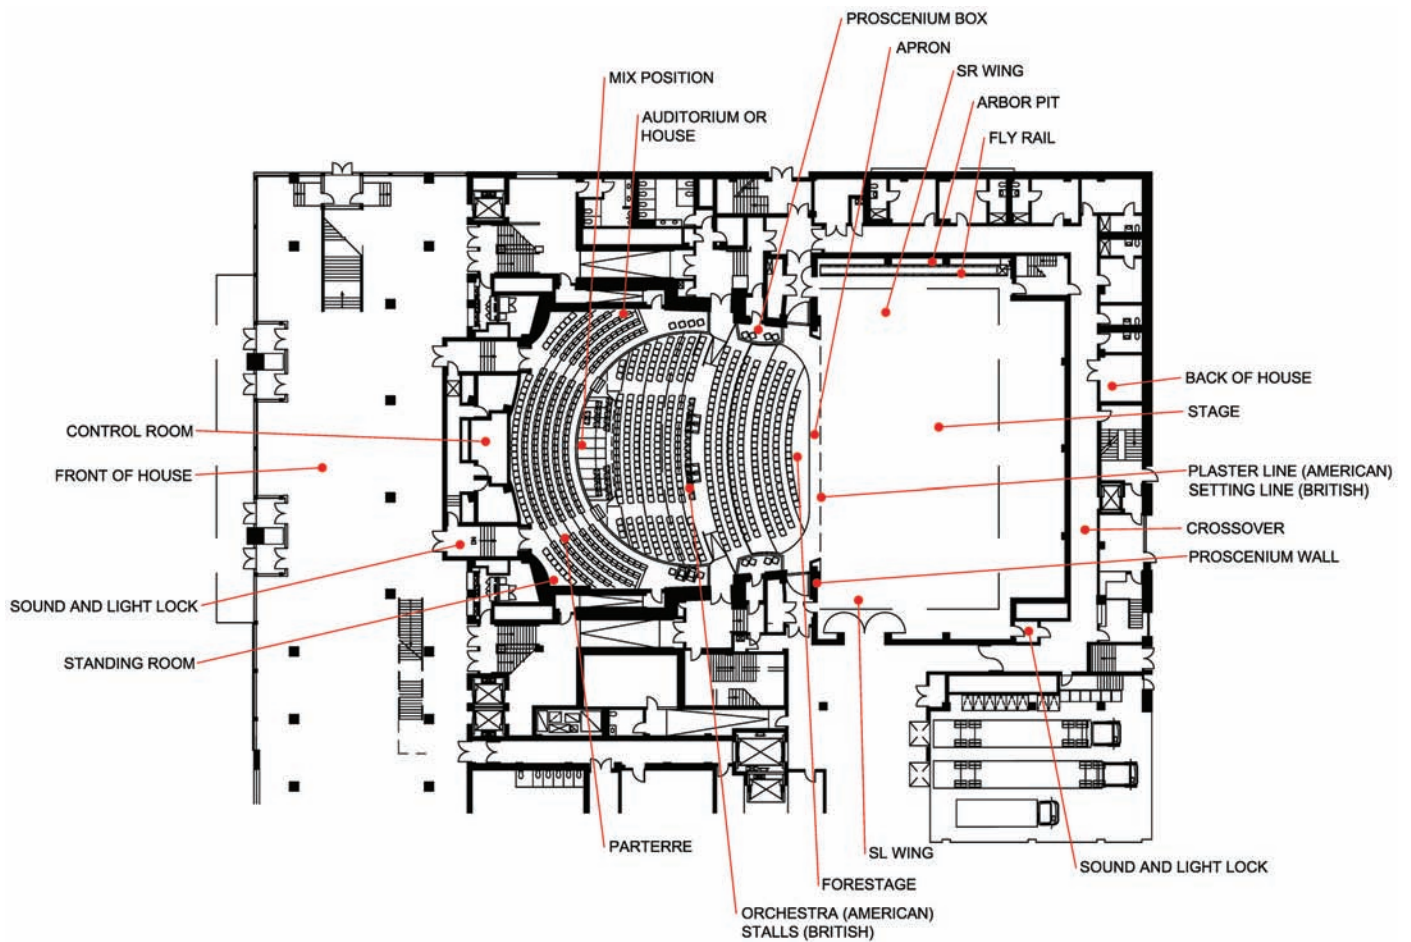 PROSCENIUM BOX
APRON
SR WING
MIX POSITION
ARBOR PIT
AUDITORIUM OR
HOUSE
FLY RAIL
BACK OF HOUSE
STAGE
CONTROL ROOM
FRONT OF HOUSE
PLASTER LINE (AMERICAN)
SETTING LINE (BRITISH)
CROSSOVER
PROSCENIUM WALL
SOUND AND LIGHT LOCK
STANDING ROOM
PARTERRE
SL WING
SOUND AND LIGHT LOCK
FORESTAGE
ORCHESTRA (AMERICAN)
STALLS (BRITISH)